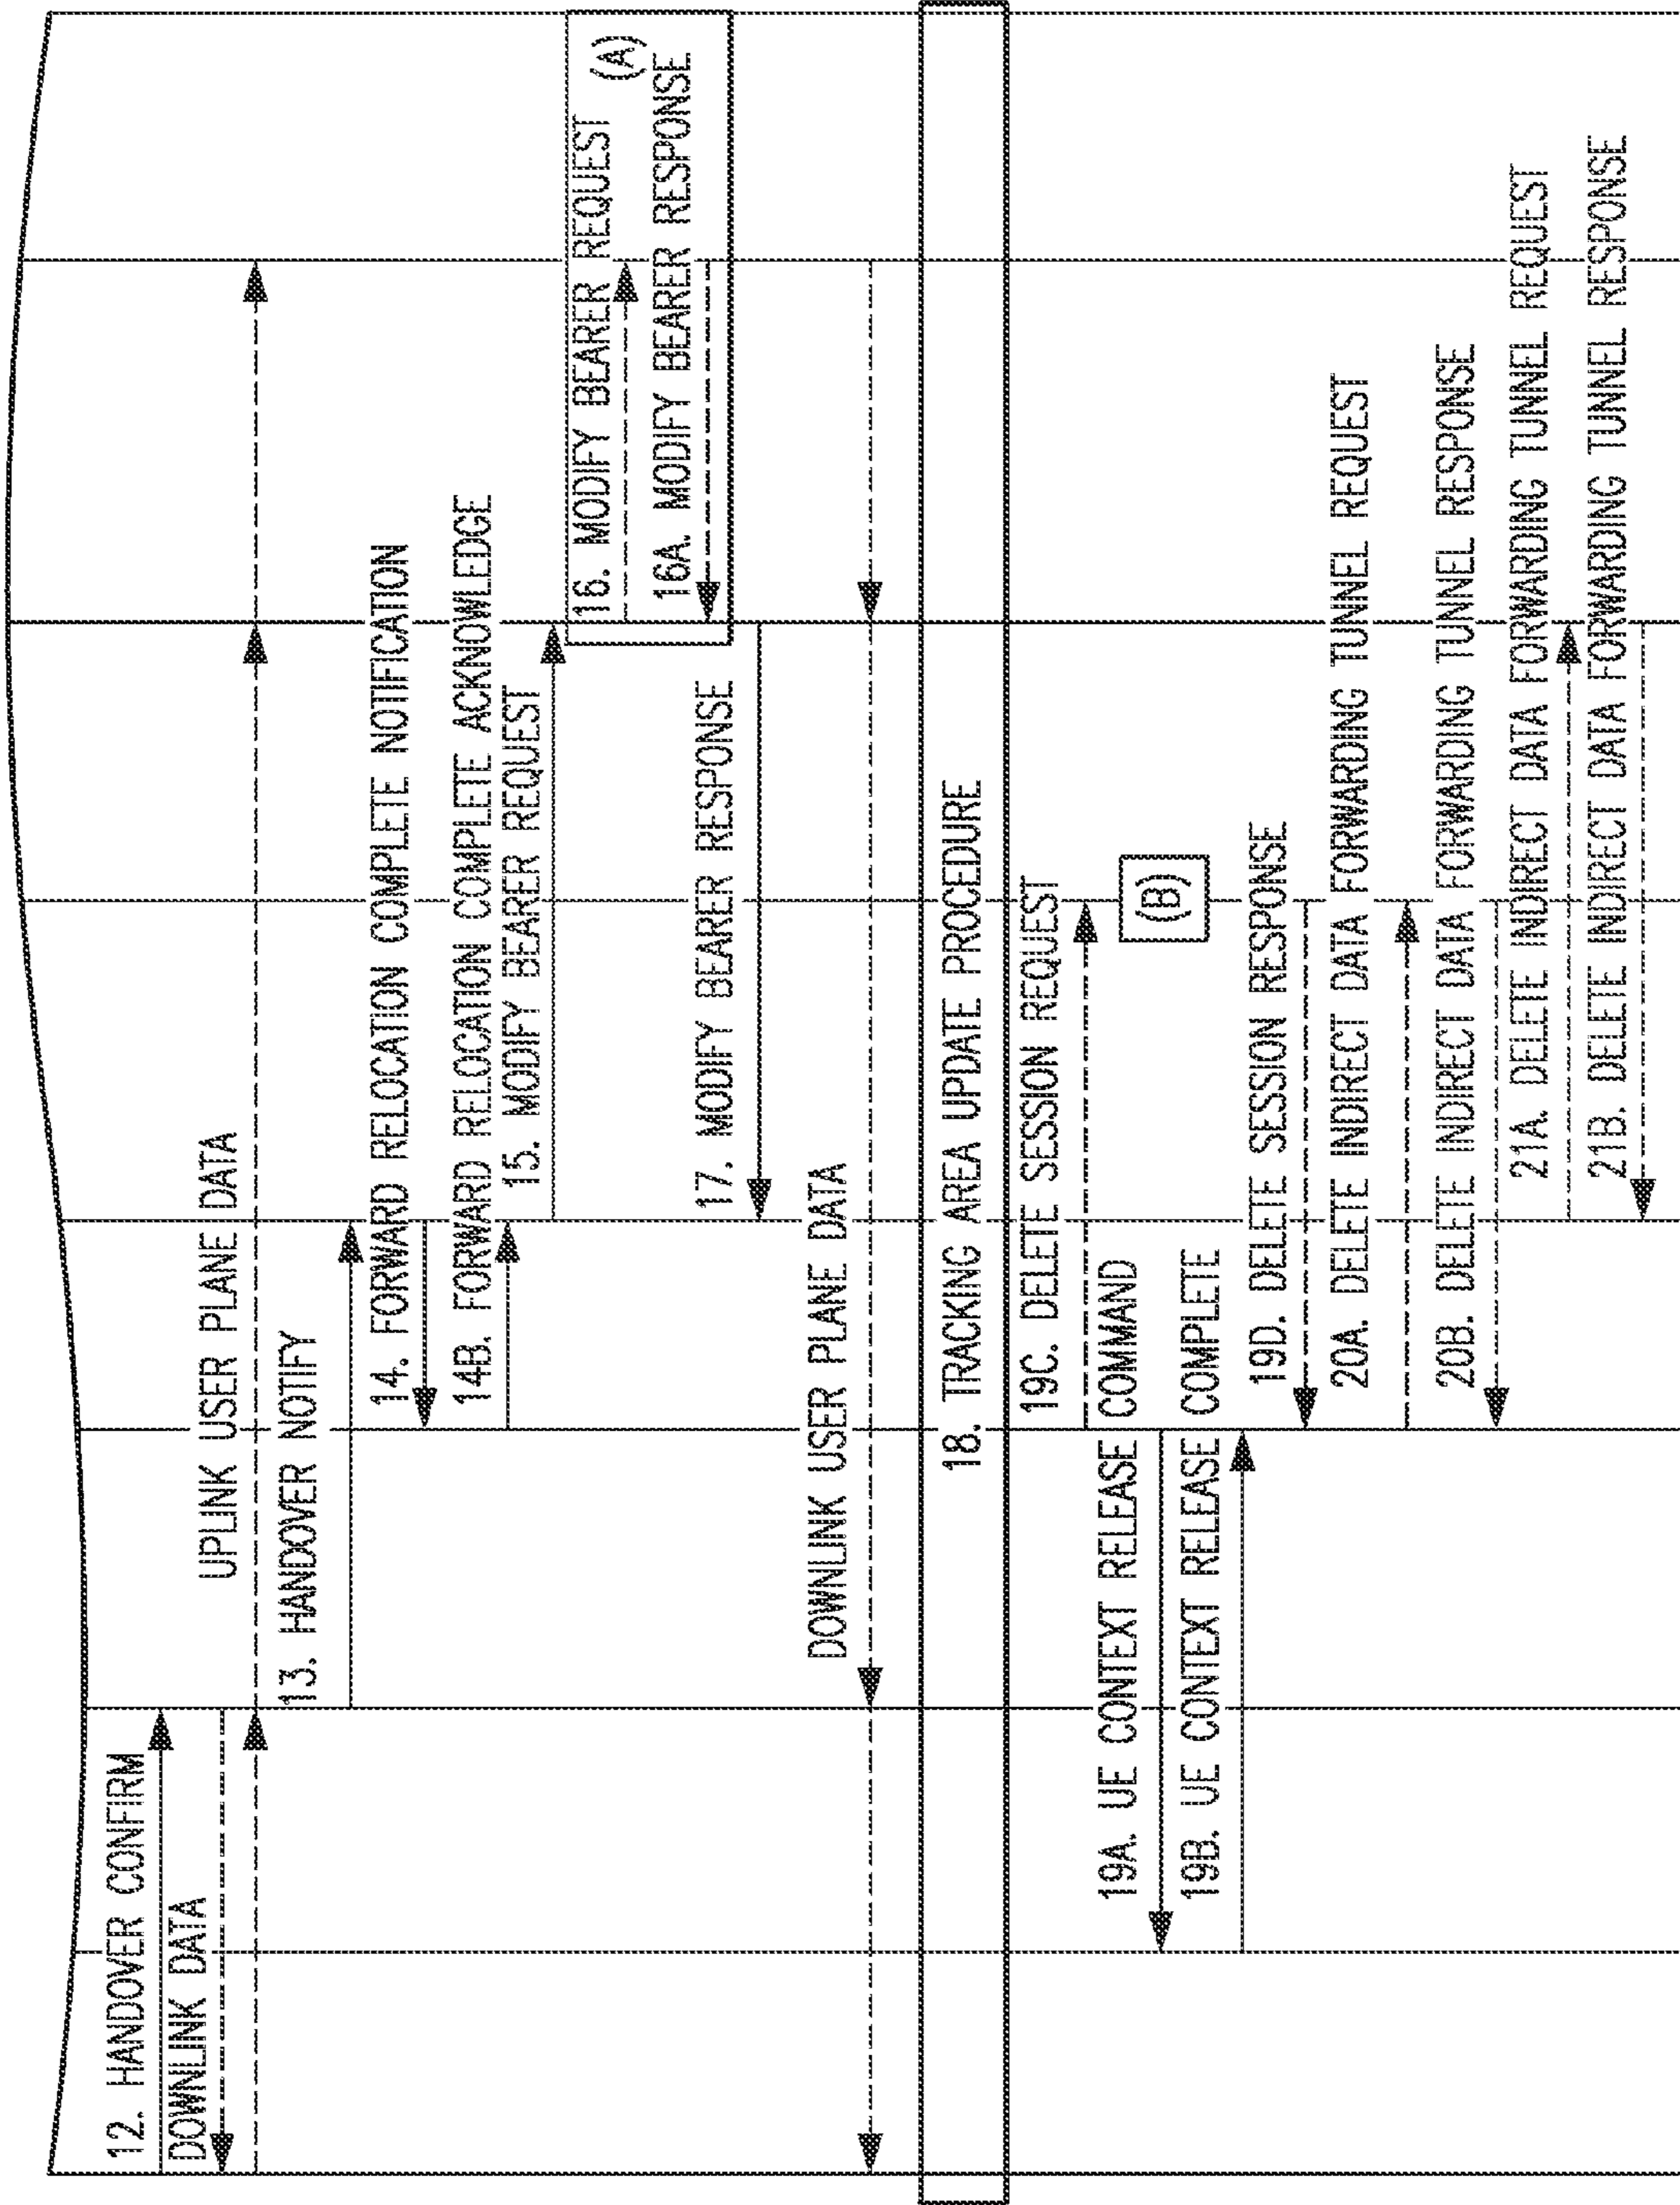 12. HANDOVER CONFIRM
DOWNLINK DATA
UPLINK USER PLANE DATA
13. HANDOVER NOTIFY
14. FORWARD RELOCATION COMPLETE NOTIFICATION
14B. FORWARD RELOCATION COMPLETE ACKNOWLEDGE
15. MODIFY BEARER REQUEST
16. MODIFY BEARER REQUEST
(A)
16A. MODIFY BEARER RESPONSE
17. MODIFY BEARER RESPONSE
DOWNLINK USER PLANE DATA
18. TRACKING AREA UPDATE PROCEDURE
19C. DELETE SESSION REQUEST
19A. UE CONTEXT RELEASE COMMAND
(B)
19B. UE CONTEXT RELEASE COMPLETE
19D. DELETE SESSION RESPONSE
20A. DELETE INDIRECT DATA FORWARDING TUNNEL REQUEST
20B. DELETE INDIRECT DATA FORWARDING TUNNEL RESPONSE
21A. DELETE INDIRECT DATA FORWARDING TUNNEL REQUEST
21B. DELETE INDIRECT DATA FORWARDING TUNNEL RESPONSE